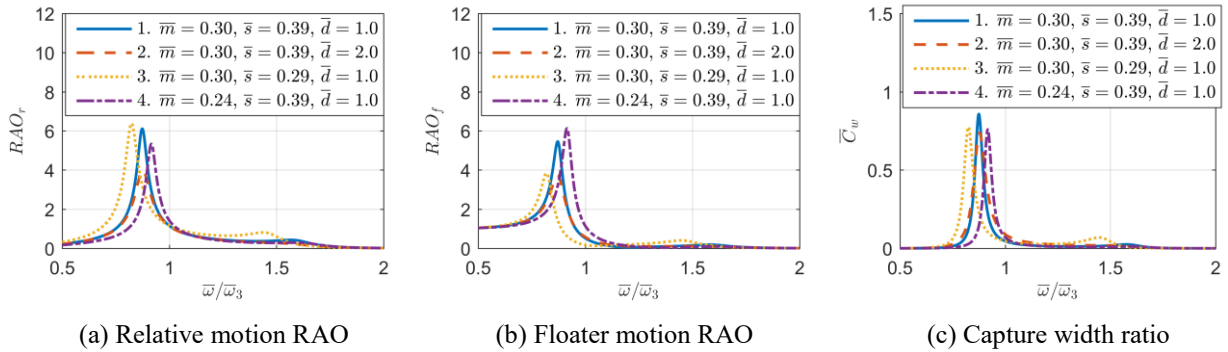 12
10
8
6
4
2
0
0.5
1
1.5
2
RAO_r
ω̅/ω̅_3
1. m̅ = 0.30, s̅ = 0.39, d̅ = 1.0
2. m̅ = 0.30, s̅ = 0.39, d̅ = 2.0
3. m̅ = 0.30, s̅ = 0.29, d̅ = 1.0
4. m̅ = 0.24, s̅ = 0.39, d̅ = 1.0
(a) Relative motion RAO
12
10
8
6
4
2
0
0.5
1
1.5
2
RAO_f
ω̅/ω̅_3
1. m̅ = 0.30, s̅ = 0.39, d̅ = 1.0
2. m̅ = 0.30, s̅ = 0.39, d̅ = 2.0
3. m̅ = 0.30, s̅ = 0.29, d̅ = 1.0
4. m̅ = 0.24, s̅ = 0.39, d̅ = 1.0
(b) Floater motion RAO
1.5
1
0.5
0
0.5
1
1.5
2
C̅_w
ω̅/ω̅_3
1. m̅ = 0.30, s̅ = 0.39, d̅ = 1.0
2. m̅ = 0.30, s̅ = 0.39, d̅ = 2.0
3. m̅ = 0.30, s̅ = 0.29, d̅ = 1.0
4. m̅ = 0.24, s̅ = 0.39, d̅ = 1.0
(c) Capture width ratio